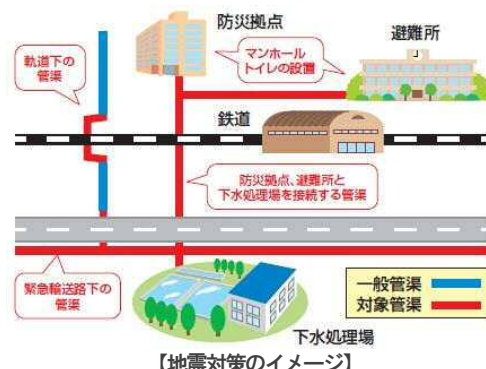 防災拠点
避難所
軌道下の
管渠
マンホール
トイレの設置
鉄道
防災拠点、避難所と
下水処理場を接続する管渠
緊急輸送路下の
管渠
一般管渠
対象管渠
下水処理場
【地震対策のイメージ】